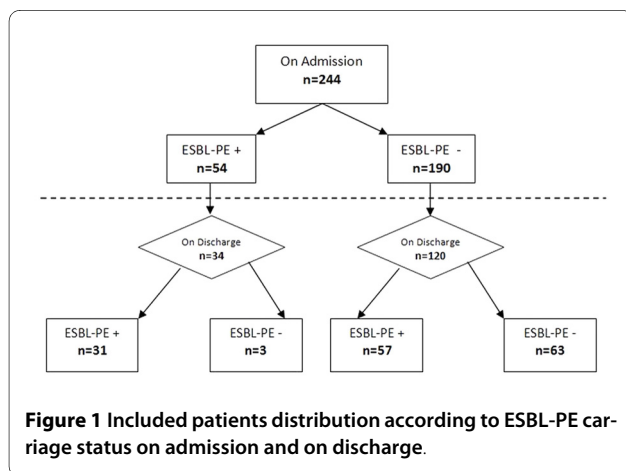 On Admission
n=244
ESBL-PE +
n=54
ESBL-PE -
n=190
On Discharge
n=34
On Discharge
n=120
ESBL-PE +
n=31
ESBL-PE -
n=3
ESBL-PE +
n=57
ESBL-PE -
n=63
Figure 1 Included patients distribution according to ESBL-PE car-
riage status on admission and on discharge.